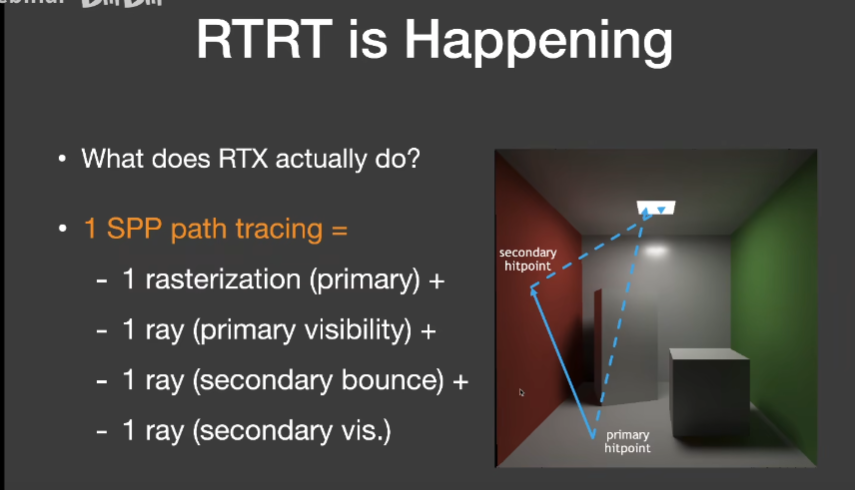 RTRT is Happening
• What does RTX actually do?
• 1 SPP path tracing =
- 1 rasterization (primary) +
- 1 ray (primary visibility) +
- 1 ray (secondary bounce) +
- 1 ray (secondary vis.)
secondary
hitpoint
primary
hitpoint